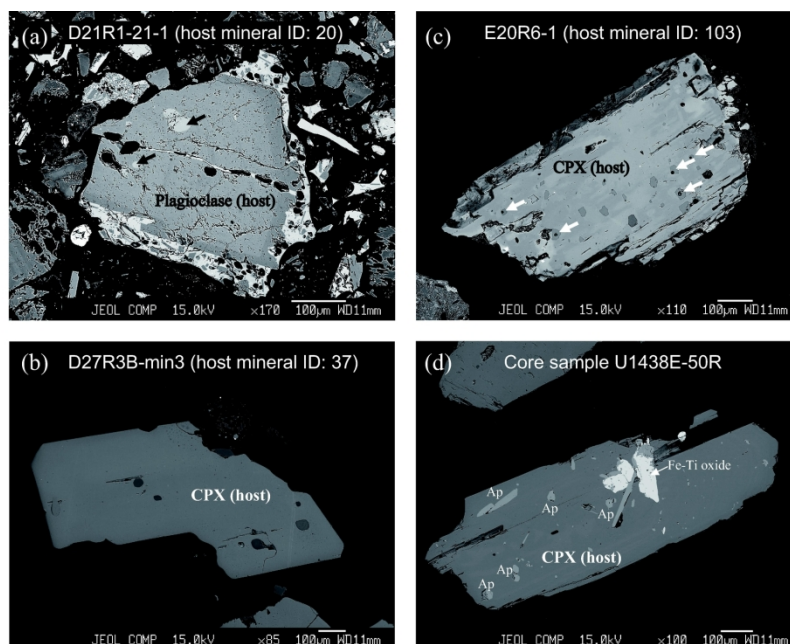 (a) D21R1-21-1 (host mineral ID: 20)
Plagioclase (host)
JEOL COMP 15.0kV ×170 100μm WD11mm
(b) D27R3B-min3 (host mineral ID: 37)
CPX (host)
JEOL COMP 15.0kV ×85 100μm WD11mm
(c) E20R6-1 (host mineral ID: 103)
CPX (host)
JEOL COMP 15.0kV ×110 100μm WD11mm
(d) Core sample U1438E-50R
Fe-Ti oxide
Ap
Ap
Ap
Ap
Ap
CPX (host)
JEOL COMP 15.0kV ×100 100μm WD11mm